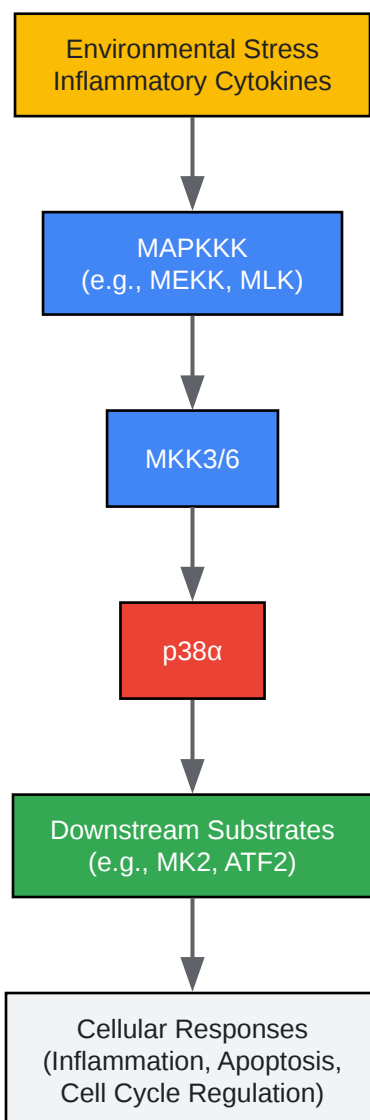 Environmental Stress
Inflammatory Cytokines
MAPKKK
(e.g., MEKK, MLK)
MKK3/6
p38α
Downstream Substrates
(e.g., MK2, ATF2)
Cellular Responses
(Inflammation, Apoptosis,
Cell Cycle Regulation)